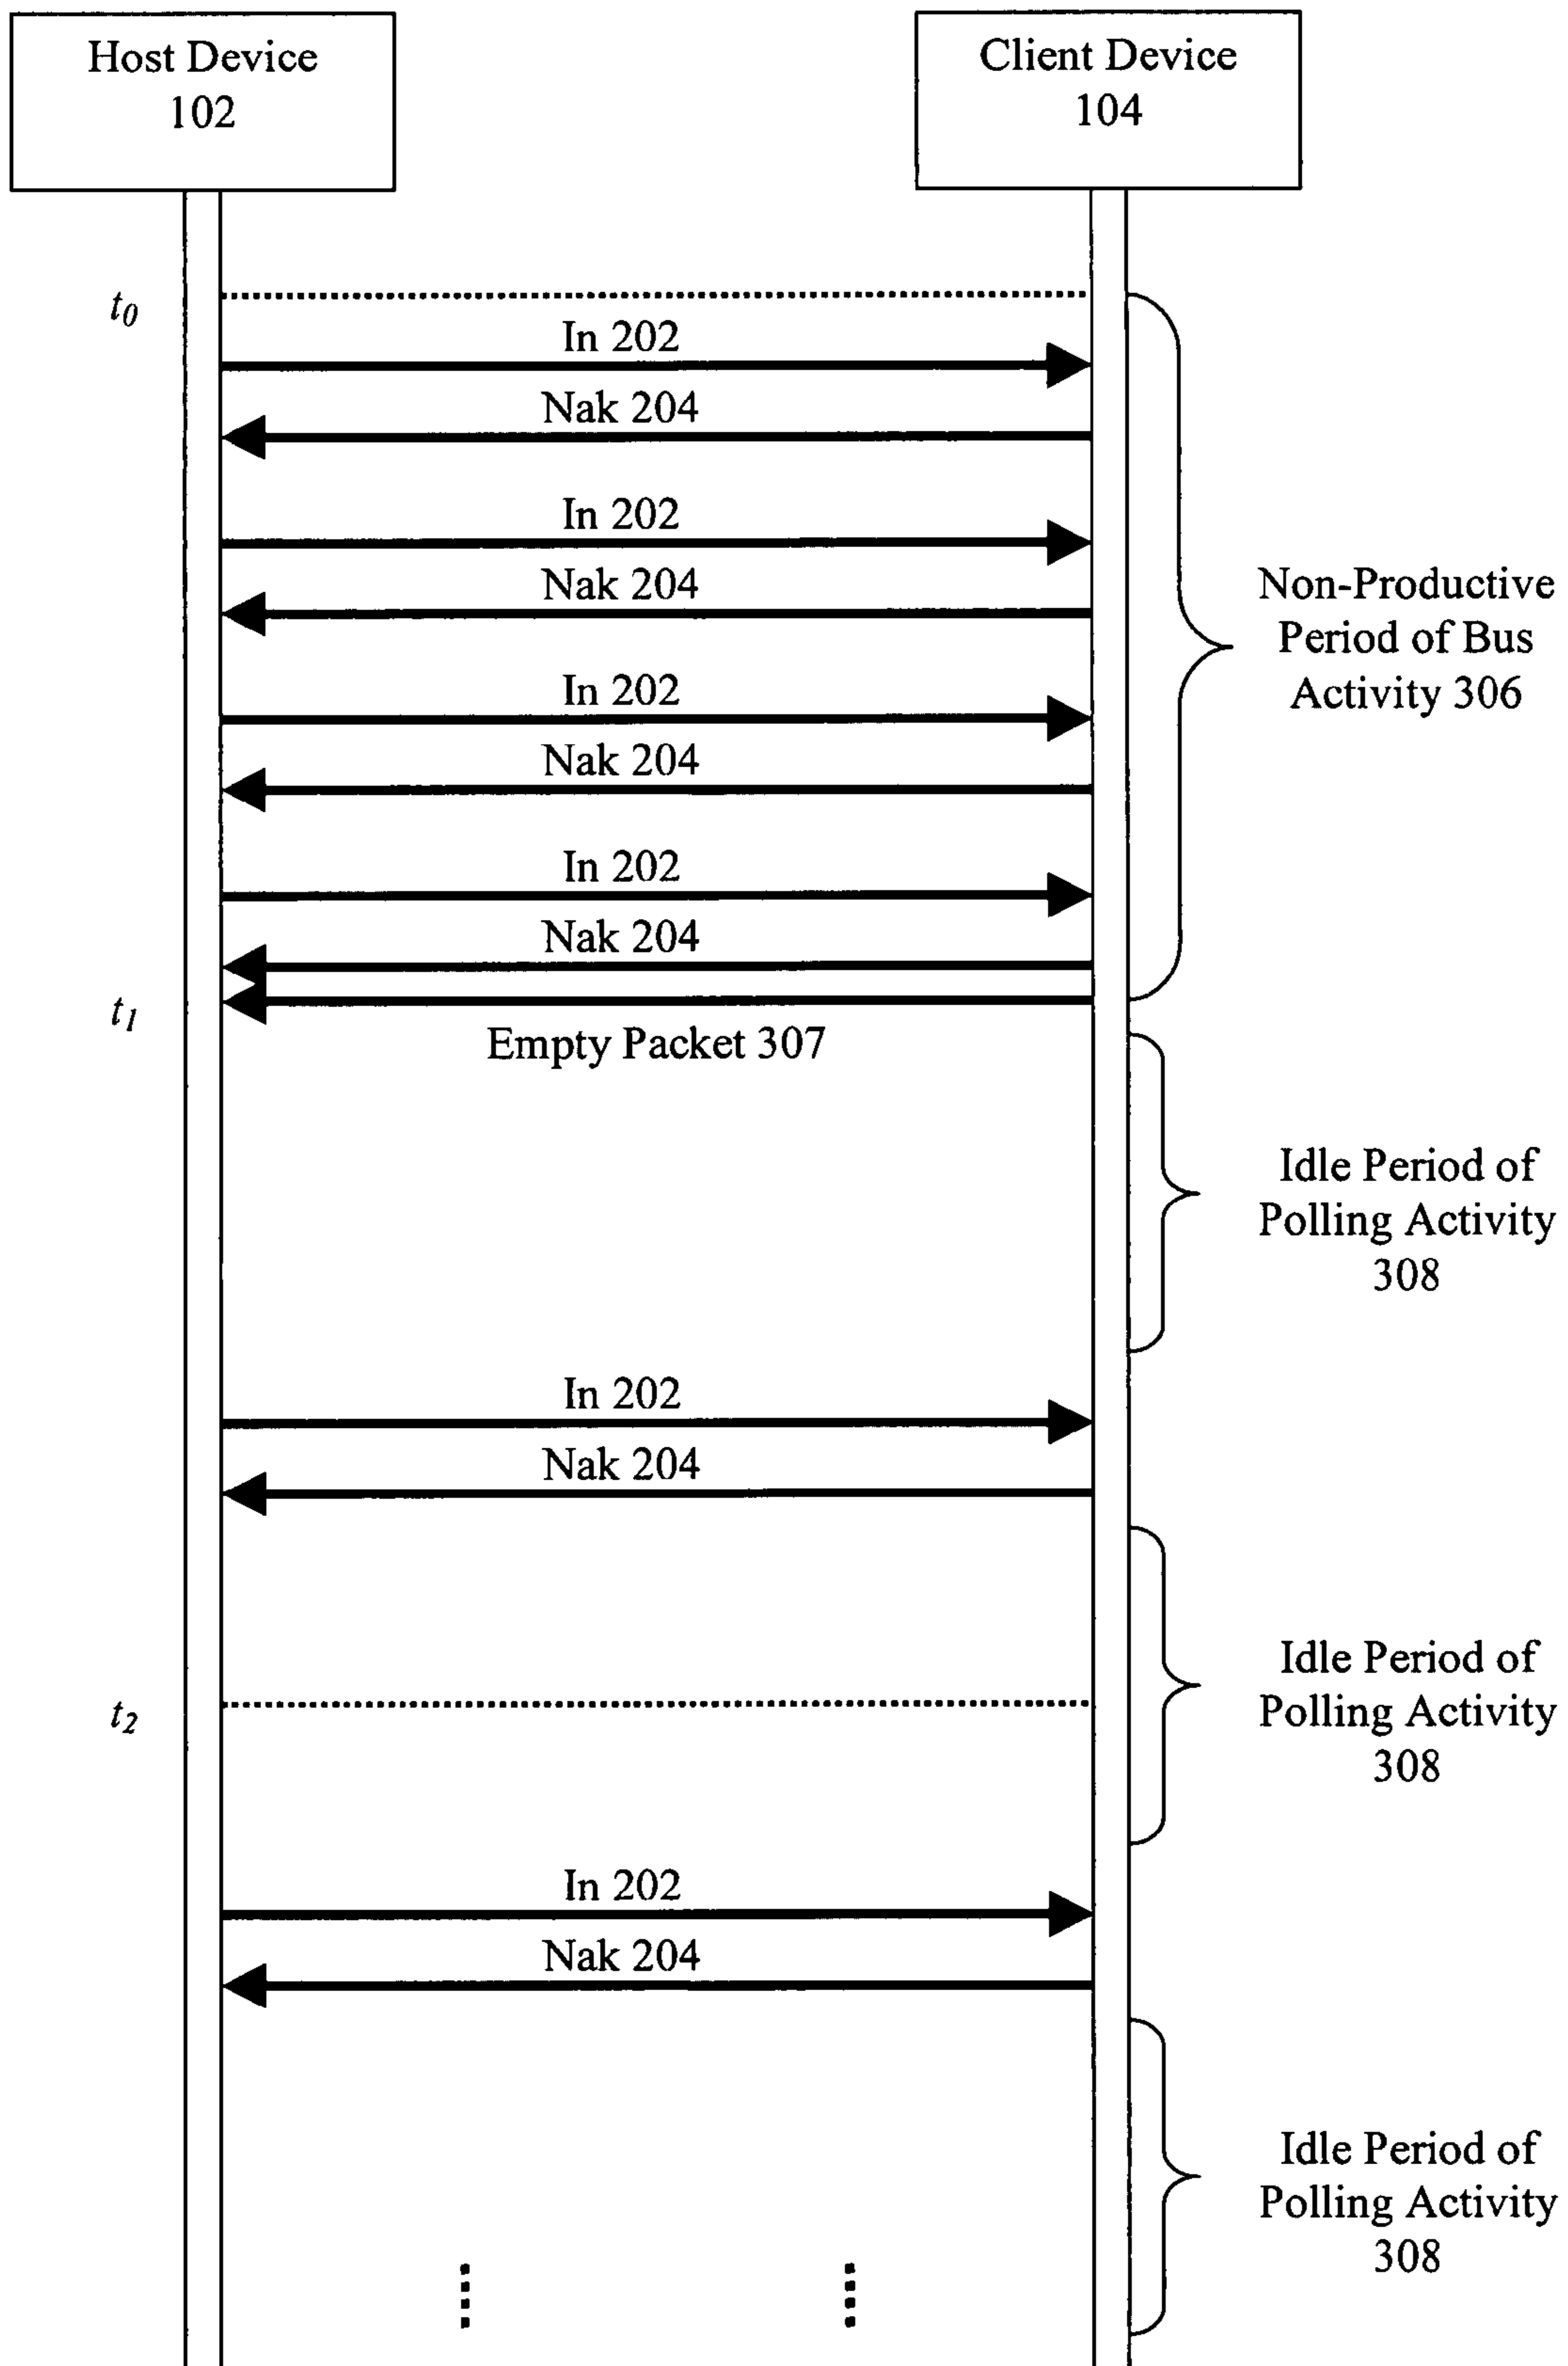 Host Device
102
Client Device
104
t0
In 202
Nak 204
In 202
Nak 204
Non-Productive
Period of Bus
Activity 306
In 202
Nak 204
In 202
Nak 204
t1
Empty Packet 307
Idle Period of
Polling Activity
308
In 202
Nak 204
Idle Period of
Polling Activity
308
t2
In 202
Nak 204
Idle Period of
Polling Activity
308